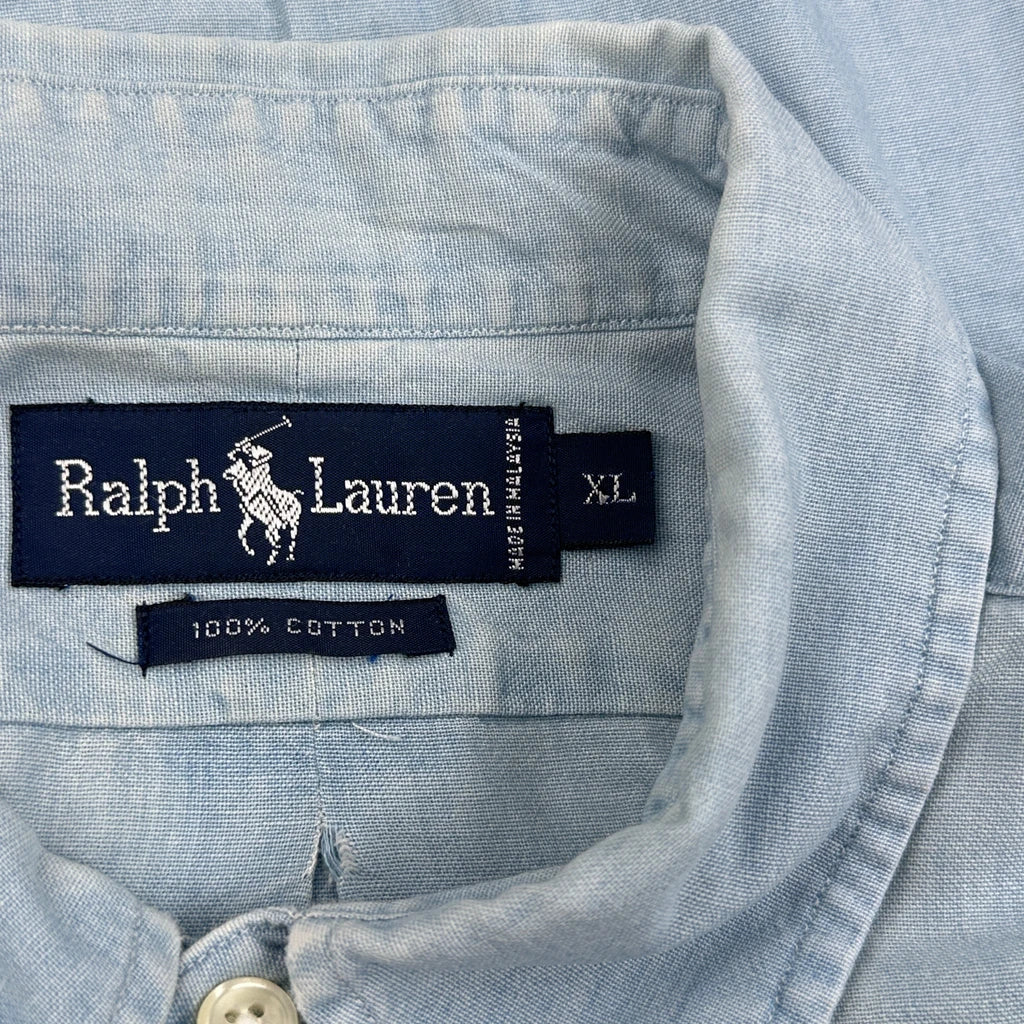 Ralph Lauren
MADE IN MALAYSIA
XL
100% COTTON